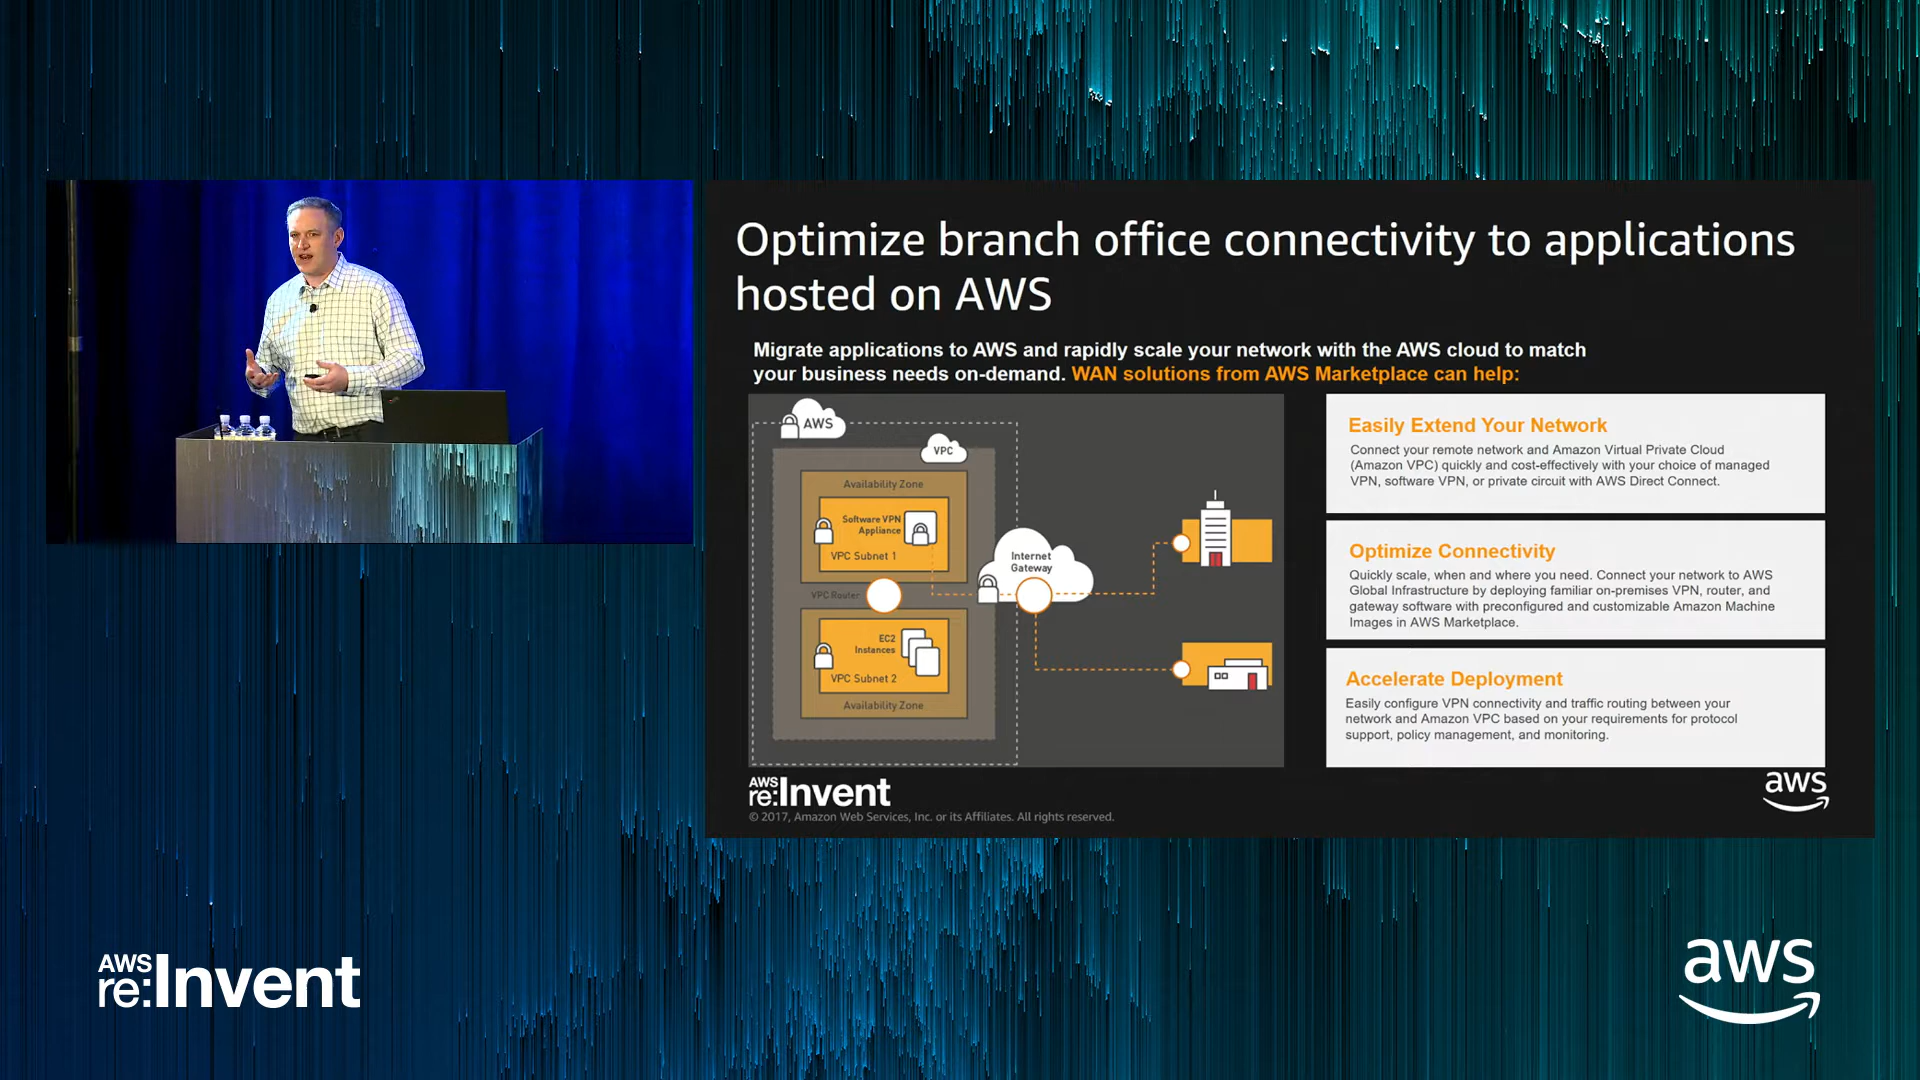 Optimize branch office connectivity to applications
hosted on AWS
Migrate applications to AWS and rapidly scale your network with the AWS cloud to match
your business needs on-demand. WAN solutions from AWS Marketplace can help:
AWS
VPC
Availability Zone
Software VPN
Appliance
VPC Subnet 1
VPC Router
EC2
Instances
VPC Subnet 2
Availability Zone
Internet
Gateway
Easily Extend Your Network
Connect your remote network and Amazon Virtual Private Cloud
(Amazon VPC) quickly and cost-effectively with your choice of managed
VPN, software VPN, or private circuit with AWS Direct Connect.
Optimize Connectivity
Quickly scale, when and where you need. Connect your network to AWS
Global Infrastructure by deploying familiar on-premises VPN, router, and
gateway software with preconfigured and customizable Amazon Machine
Images in AWS Marketplace.
Accelerate Deployment
Easily configure VPN connectivity and traffic routing between your
network and Amazon VPC based on your requirements for protocol
support, policy management, and monitoring.
AWS
re:Invent
© 2017, Amazon Web Services, Inc. or its Affiliates. All rights reserved.
aws
AWS
re:Invent
aws